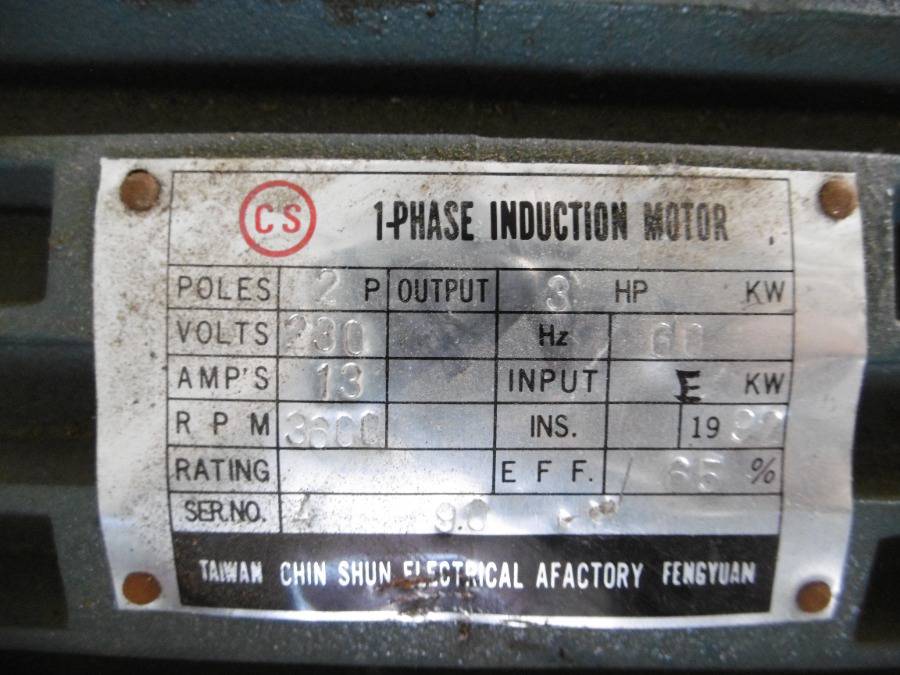 CS 1-PHASE INDUCTION MOTOR
POLES 2 P OUTPUT 3 HP KW
VOLTS 230 Hz 60
AMP'S 13 INPUT E KW
R P M 3600 INS. 19
RATING E F F. 65 %
SER.NO.
TAIWAN CHIN SHUN ELECTRICAL AFACTORY FENGYUAN